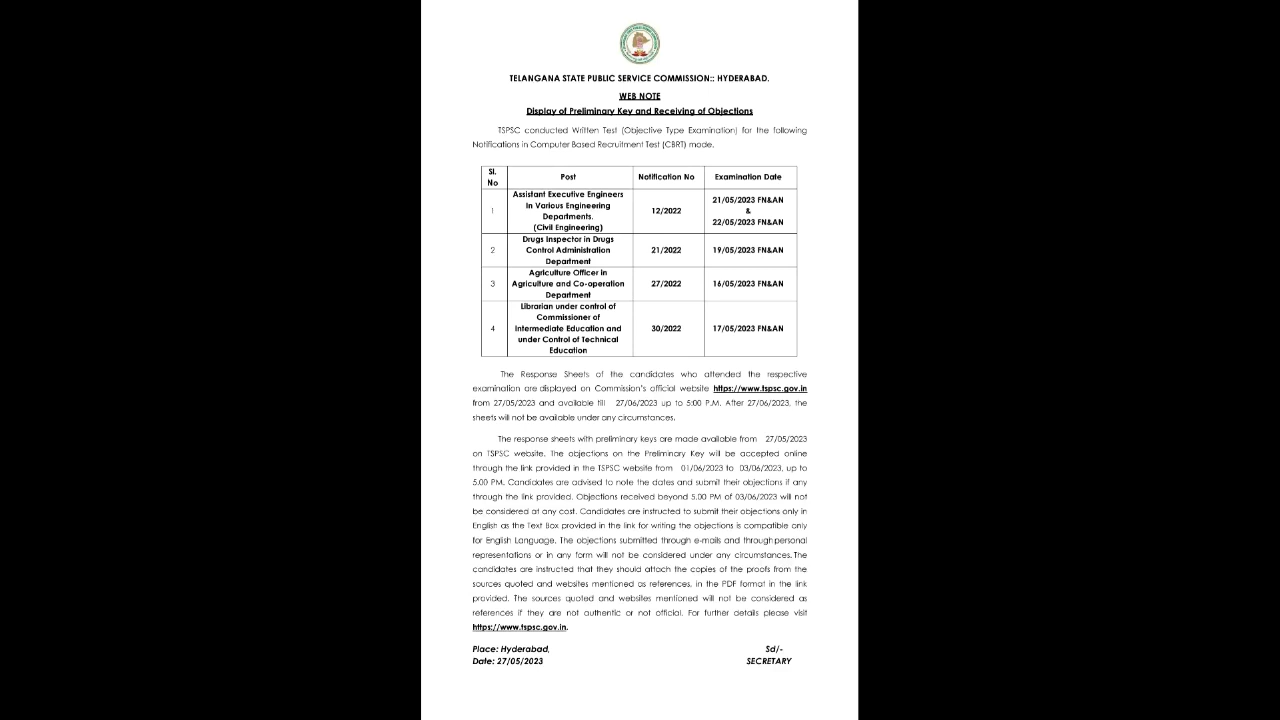 TELANGANA STATE PUBLIC SERVICE COMMISSION:: HYDERABAD.
WEB NOTE
Display of Preliminary Key and Receiving of Objections
TSPSC conducted Written Test (Objective Type Examination) for the following
Notifications in Computer Based Recruitment Test (CBRT) mode.
Sl. No Post Notification No Examination Date
1 Assistant Executive Engineers In Various Engineering Departments. (Civil Engineering) 12/2022 21/05/2023 FN&AN & 22/05/2023 FN&AN
2 Drugs Inspector in Drugs Control Administration Department 21/2022 19/05/2023 FN&AN
3 Agriculture Officer in Agriculture and Co-operation Department 27/2022 16/05/2023 FN&AN
4 Librarian under control of Commissioner of Intermediate Education and under Control of Technical Education 30/2022 17/05/2023 FN&AN
The Response Sheets of the candidates who attended the respective
examination are displayed on Commission's official website https://www.tspsc.gov.in
from 27/05/2023 and available till 27/06/2023 up to 5:00 P.M. After 27/06/2023, the
sheets will not be available under any circumstances.
The response sheets with preliminary keys are made available from 27/05/2023
on TSPSC website. The objections on the Preliminary Key will be accepted online
through the link provided in the TSPSC website from 01/06/2023 to 03/06/2023, up to
5.00 PM. Candidates are advised to note the dates and submit their objections if any
through the link provided. Objections received beyond 5.00 PM of 03/06/2023 will not
be considered at any cost. Candidates are instructed to submit their objections only in
English as the Text Box provided in the link for writing the objections is compatible only
for English Language. The objections submitted through e-mails and through personal
representations or in any form will not be considered under any circumstances. The
candidates are instructed that they should attach the copies of the proofs from the
sources quoted and websites mentioned as references, in the PDF format in the link
provided. The sources quoted and websites mentioned will not be considered as
references if they are not authentic or not official. For further details please visit
https://www.tspsc.gov.in.
Place: Hyderabad, Sd/-
Date: 27/05/2023 SECRETARY